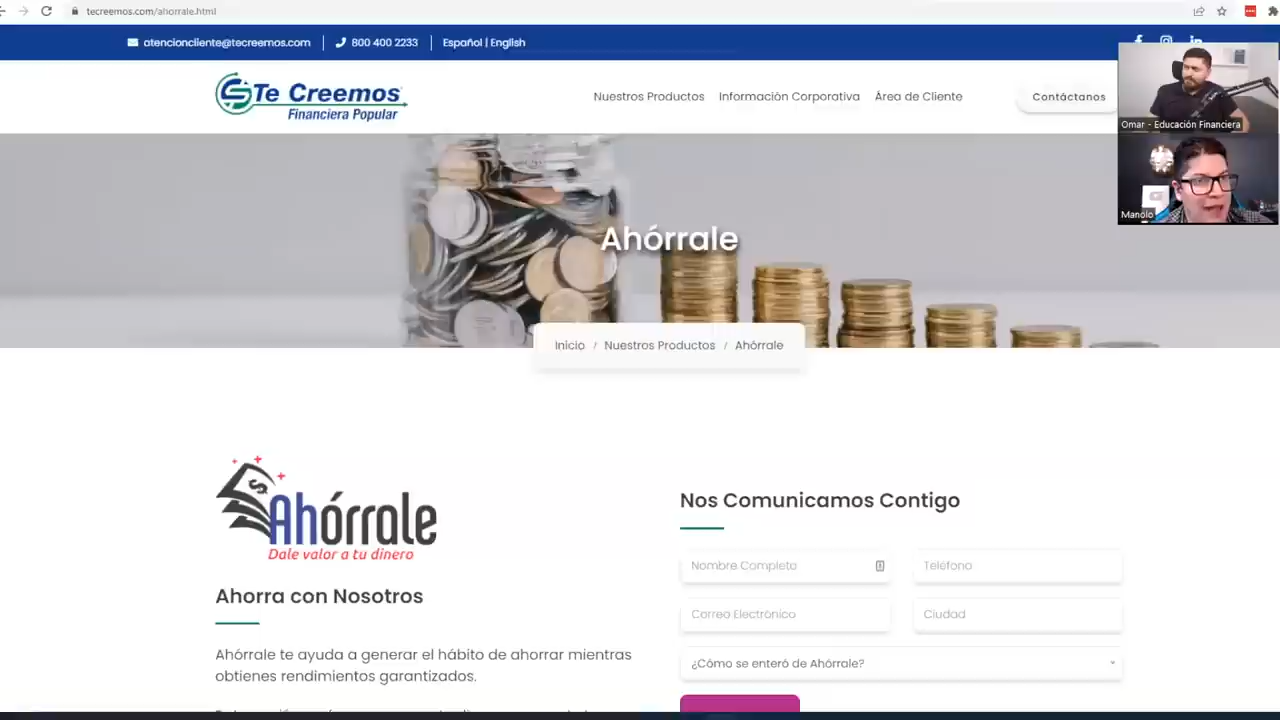 tecreemos.com/ahorrale.html
atencioncliente@tecreemos.com
800 400 2233
Español | English
Te Creemos
Financiera Popular
Nuestros Productos
Información Corporativa
Área de Cliente
Contáctanos
Omar - Educación Financiera
Manolo
Ahórrale
Inicio / Nuestros Productos / Ahórrale
Ahórrale
Dale valor a tu dinero
Ahorra con Nosotros
Ahórrale te ayuda a generar el hábito de ahorrar mientras
obtienes rendimientos garantizados.
Nos Comunicamos Contigo
Nombre Completo
Teléfono
Correo Electrónico
Ciudad
¿Cómo se enteró de Ahórrale?